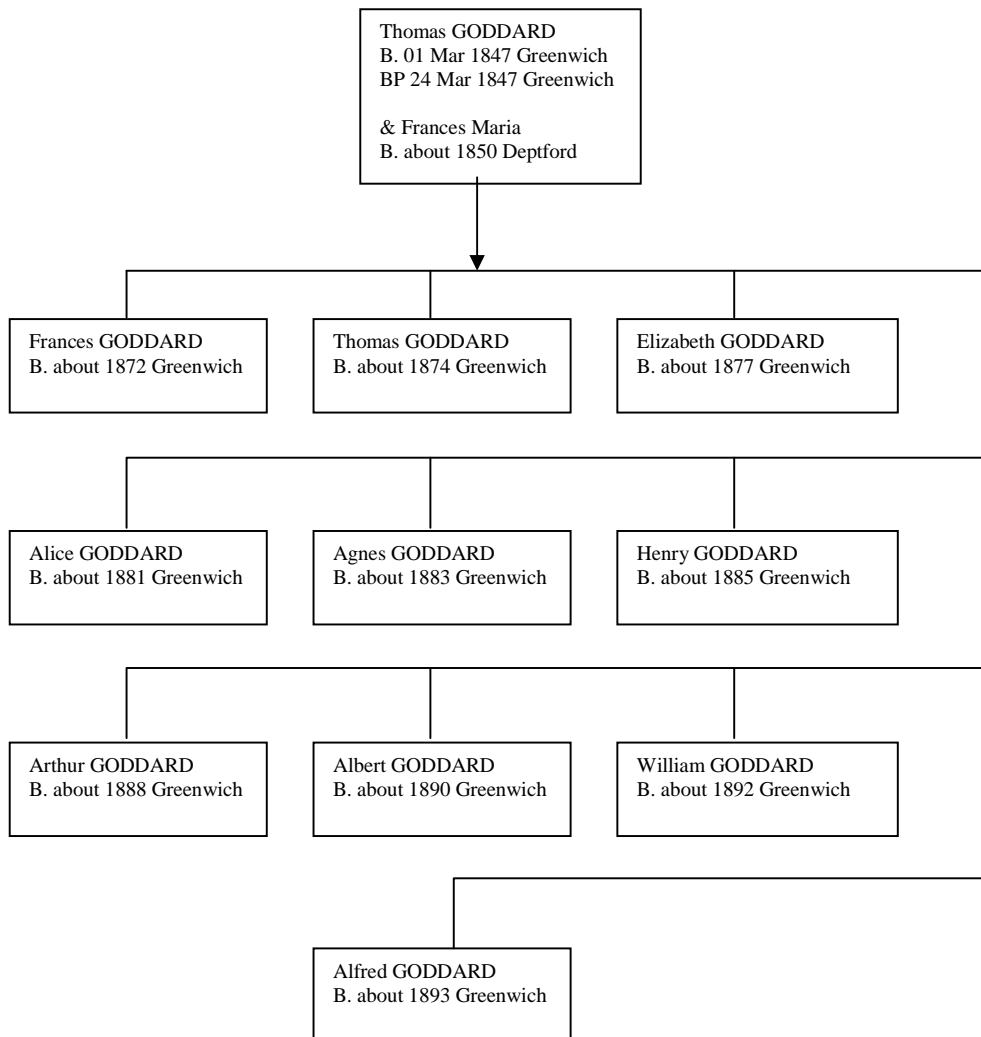 Thomas GODDARD
B. 01 Mar 1847 Greenwich
BP 24 Mar 1847 Greenwich
& Frances Maria
B. about 1850 Deptford
Frances GODDARD
B. about 1872 Greenwich
Thomas GODDARD
B. about 1874 Greenwich
Elizabeth GODDARD
B. about 1877 Greenwich
Alice GODDARD
B. about 1881 Greenwich
Agnes GODDARD
B. about 1883 Greenwich
Henry GODDARD
B. about 1885 Greenwich
Arthur GODDARD
B. about 1888 Greenwich
Albert GODDARD
B. about 1890 Greenwich
William GODDARD
B. about 1892 Greenwich
Alfred GODDARD
B. about 1893 Greenwich